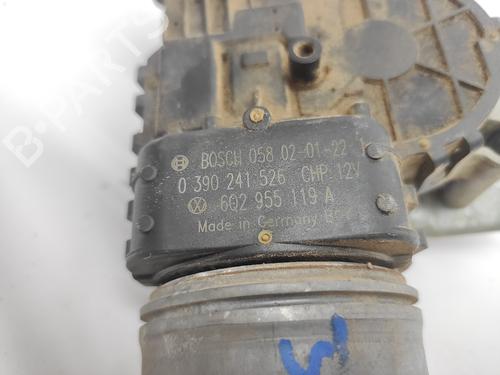 BOSCH 058 02-01-22
0 390 241 526 CHP. 12V
6Q2 955 119 A
Made in Germany
B-PARTS